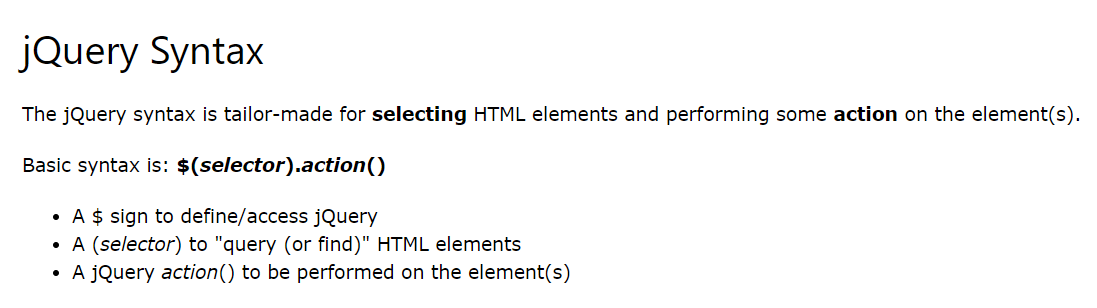 jQuery Syntax
The jQuery syntax is tailor-made for selecting HTML elements and performing some action on the element(s).
Basic syntax is: $(selector).action()
• A $ sign to define/access jQuery
• A (selector) to "query (or find)" HTML elements
• A jQuery action() to be performed on the element(s)